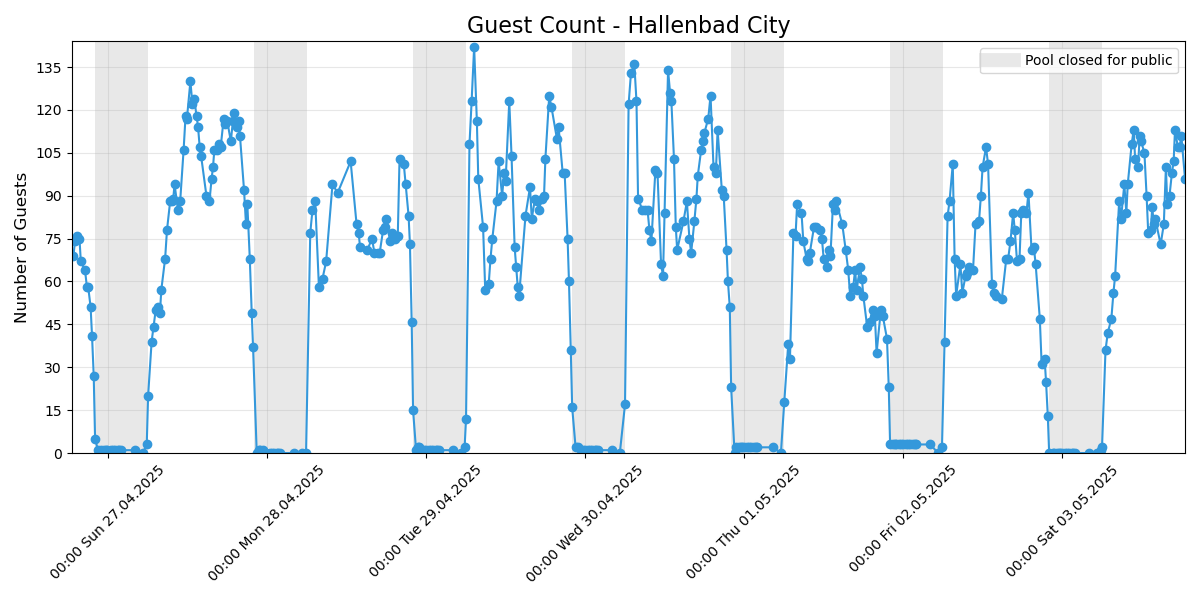 Guest Count - Hallenbad City
Pool closed for public
Number of Guests
135
120
105
90
75
60
45
30
15
0
00:00 Sun 27.04.2025
00:00 Mon 28.04.2025
00:00 Tue 29.04.2025
00:00 Wed 30.04.2025
00:00 Thu 01.05.2025
00:00 Fri 02.05.2025
00:00 Sat 03.05.2025